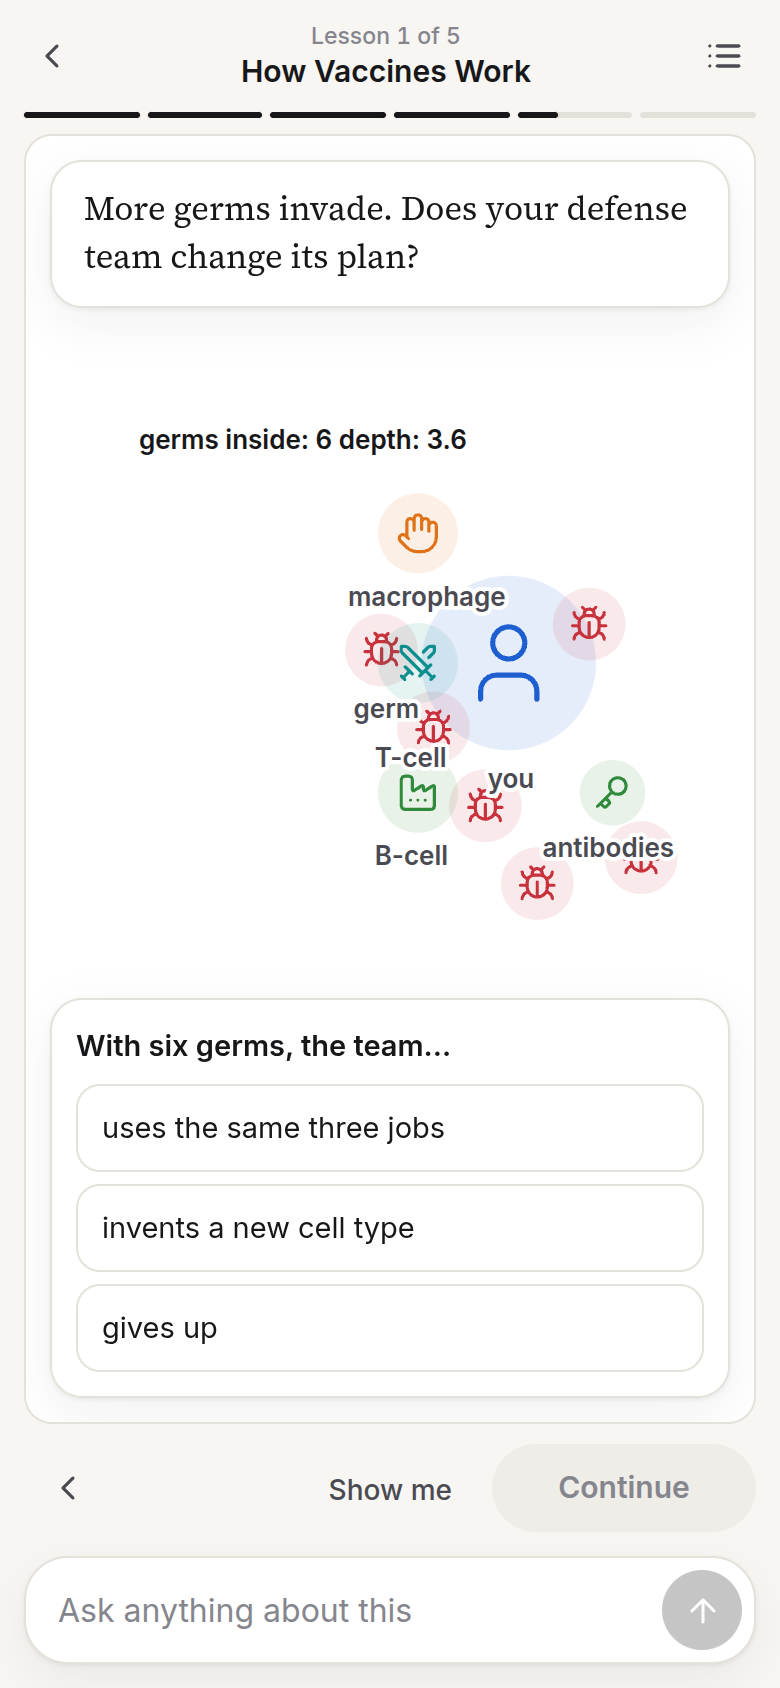 Lesson 1 of 5
How Vaccines Work
More germs invade. Does your defense
team change its plan?
germs inside: 6 depth: 3.6
macrophage
germ
T-cell
you
B-cell
antibodies
With six germs, the team...
uses the same three jobs
invents a new cell type
gives up
Show me
Continue
Ask anything about this